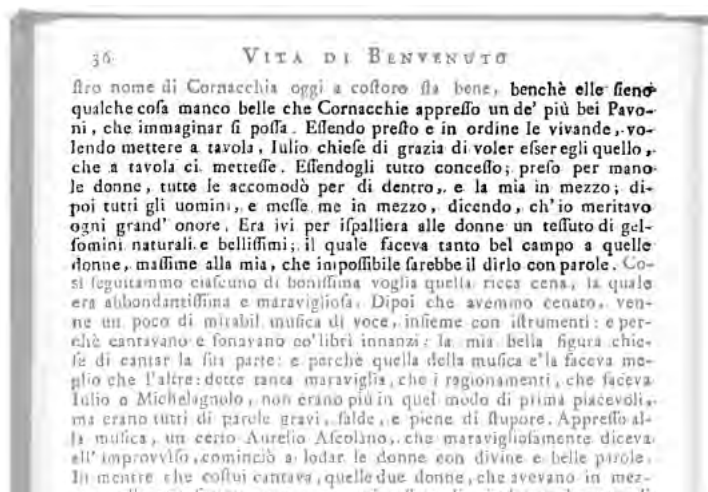 36 VITA DI BENVENUTO
ſtro nome di Cornacchia oggi a coſtoro ſta bene, benchè elle ſieno
qualche coſa manco belle che Cornacchie appreſſo un de' più bei Pavo-
ni, che immaginar ſi poſſa. Eſſendo preſto e in ordine le vivande, vo-
lendo mettere a tavola, Iulio chieſe di grazia di voler eſser egli quello,
che a tavola ci metteſſe. Eſſendogli tutto conceſſo; preſo per mano
le donne, tutte le accomodò per di dentro, e la mia in mezzo; di-
poi tutti gli uomini, e meſſe me in mezzo, dicendo, ch'io meritavo
ogni grand' onore. Era ivi per iſpalliera alle donne un teſſuto di gel-
ſomini naturali e belliſſimi; il quale faceva tanto bel campo a quelle
donne, maſſime alla mia, che impoſſibile ſarebbe il dirlo con parole. Co-
sì ſeguitammo ciaſcuno di boniſſima voglia quella ricca cena, la quale
era abbondantiſſima e maraviglioſa. Dipoi che avemmo cenato, ven-
ne un poco di mirabil muſica di voce, inſieme con iſtrumenti: e per-
chè cantavano e ſonavano co' libri innanzi: la mia bella figura chie-
ſe di cantar la ſua parte: e perchè quella della muſica e' la faceva me-
glio che l'altre: dette tanta maraviglia, che i ragionamenti, che faceva
Iulio o Michelagnolo, non erano più in quel modo di prima piacevoli,
ma erano tutti di parole gravi, ſalde, e piene di ſtupore. Appreſſo al-
la muſica, un certo Aurelio Aſcolano, che maraviglioſamente diceva
all' improvviſo, cominciò a lodar le donne con divine e belle parole.
In mentre che coſtui cantava, quelle due donne, che avevano in mez-